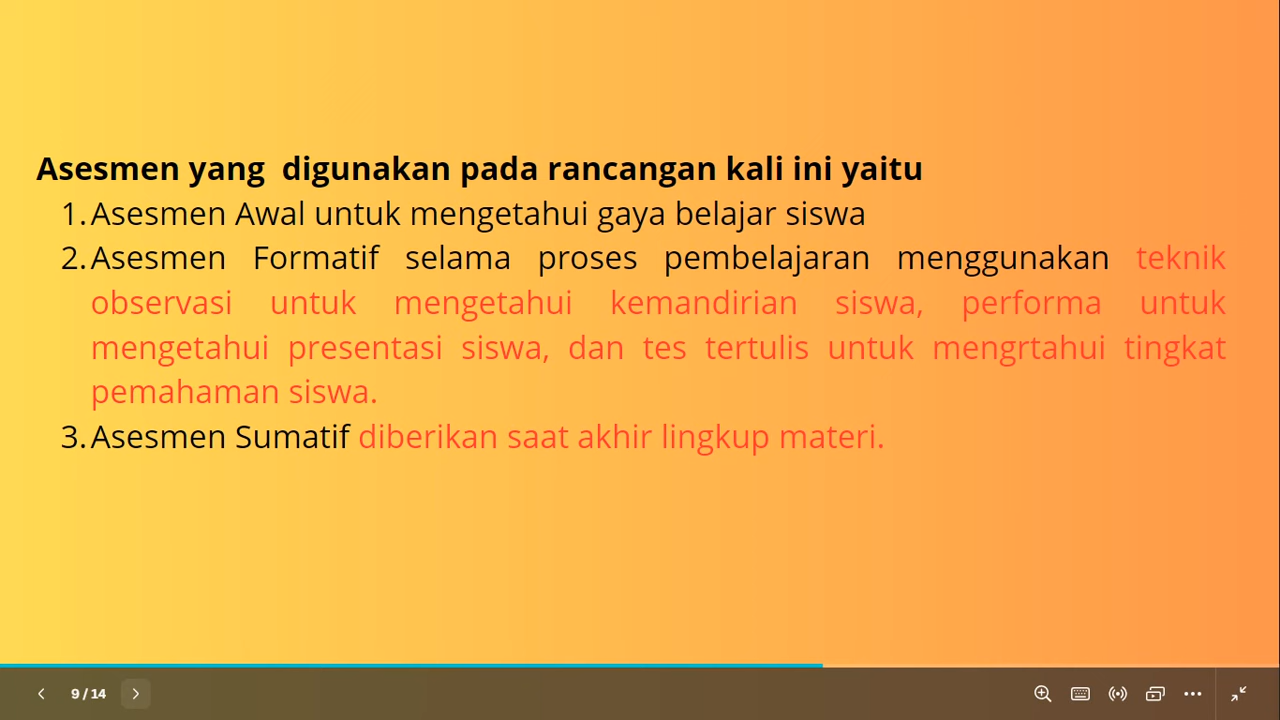 Asesmen yang  digunakan pada rancangan kali ini yaitu
1. Asesmen Awal untuk mengetahui gaya belajar siswa
2. Asesmen Formatif selama proses pembelajaran menggunakan teknik
observasi untuk mengetahui kemandirian siswa, performa untuk
mengetahui presentasi siswa, dan tes tertulis untuk mengrtahui tingkat
pemahaman siswa.
3. Asesmen Sumatif diberikan saat akhir lingkup materi.
9 / 14